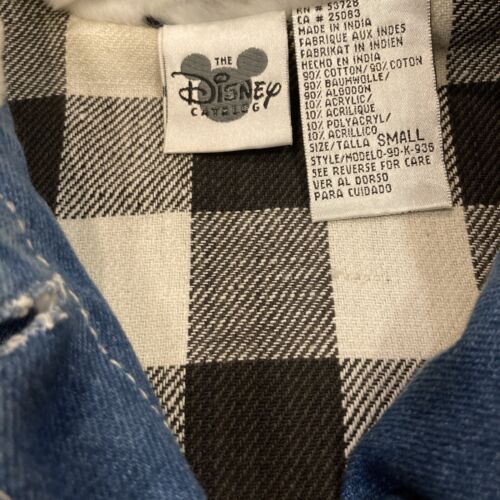 THE
Disney
CATALOG
RN # 53728
CA # 25083
MADE IN INDIA
FABRIQUE AUX INDES
FABRIKAT IN INDIEN
HECHO EN INDIA
90% COTTON/90% COTON
90% BAUMWOLLE/
90% ALGODON
10% ACRYLIC/
10% ACRILIQUE
10% POLYACRYL/
10% ACRILLICO
SIZE/TALLA SMALL
STYLE/MODELO-90-K-936
SEE REVERSE FOR CARE
VER AL DORSO
PARA CUIDADO